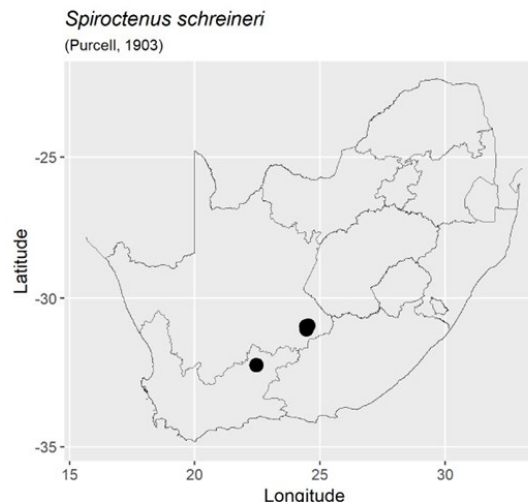 Spiroctenus schreineri
(Purcell, 1903)
-25
-30
-35
Latitude
15 20 25 30
Longitude